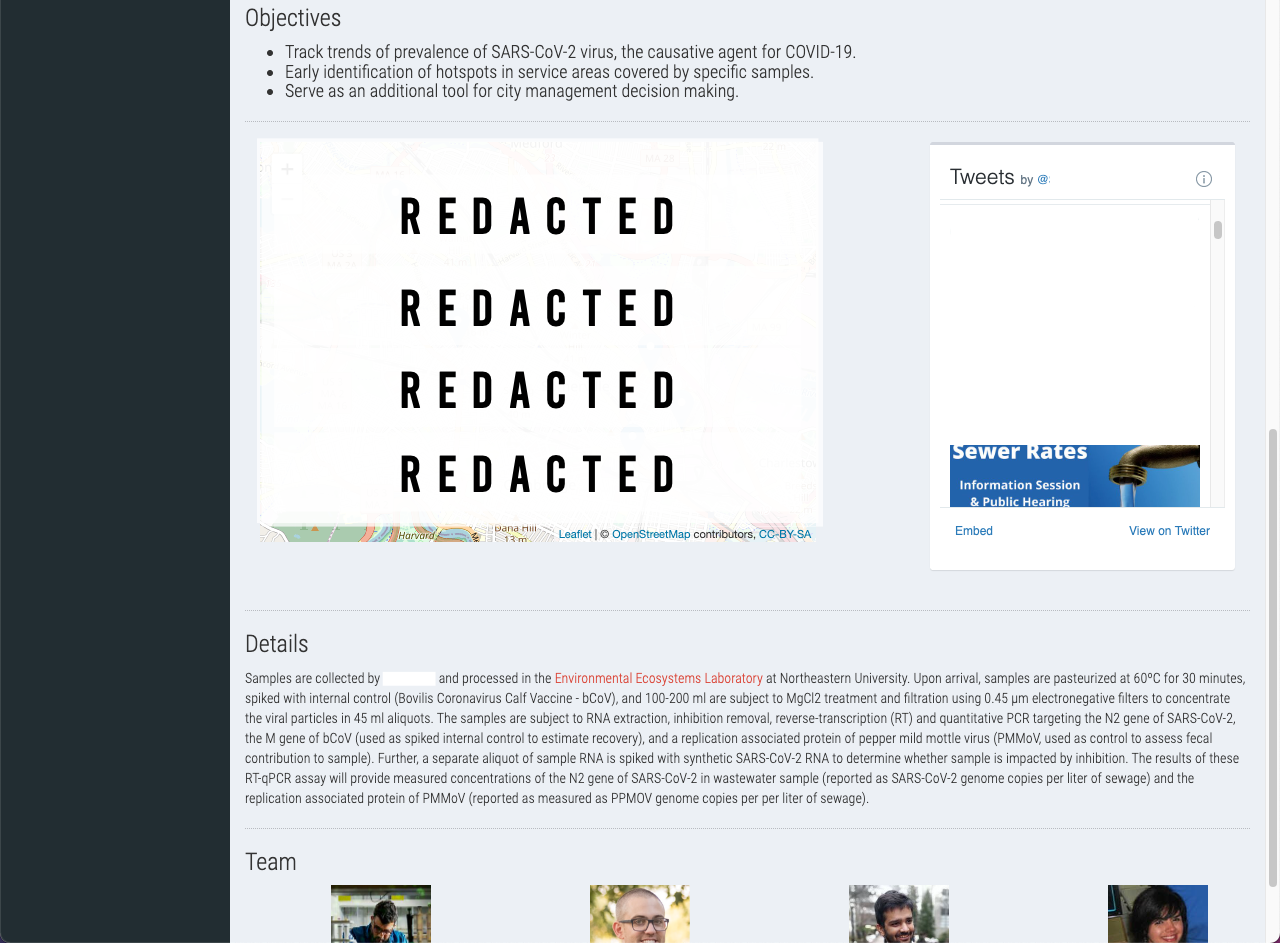 Objectives
Track trends of prevalence of SARS-CoV-2 virus, the causative agent for COVID-19.
Early identification of hotspots in service areas covered by specific samples.
Serve as an additional tool for city management decision making.
Medford
+
REDACTED
REDACTED
REDACTED
REDACTED
Harvard
Dana Hill
13 m
Leaflet | © OpenStreetMap contributors, CC-BY-SA
Tweets by @:
Sewer Rates
Information Session
& Public Hearing
Embed View on Twitter
Details
Samples are collected by and processed in the Environmental Ecosystems Laboratory at Northeastern University. Upon arrival, samples are pasteurized at 60ºC for 30 minutes,
spiked with internal control (Bovilis Coronavirus Calf Vaccine - bCoV), and 100-200 ml are subject to MgCl2 treatment and filtration using 0.45 µm electronegative filters to concentrate
the viral particles in 45 ml aliquots. The samples are subject to RNA extraction, inhibition removal, reverse-transcription (RT) and quantitative PCR targeting the N2 gene of SARS-CoV-2,
the M gene of bCoV (used as spiked internal control to estimate recovery), and a replication associated protein of pepper mild mottle virus (PMMoV, used as control to assess fecal
contribution to sample). Further, a separate aliquot of sample RNA is spiked with synthetic SARS-CoV-2 RNA to determine whether sample is impacted by inhibition. The results of these
RT-qPCR assay will provide measured concentrations of the N2 gene of SARS-CoV-2 in wastewater sample (reported as SARS-CoV-2 genome copies per liter of sewage) and the
replication associated protein of PMMoV (reported as measured as PPMOV genome copies per per liter of sewage).
Team